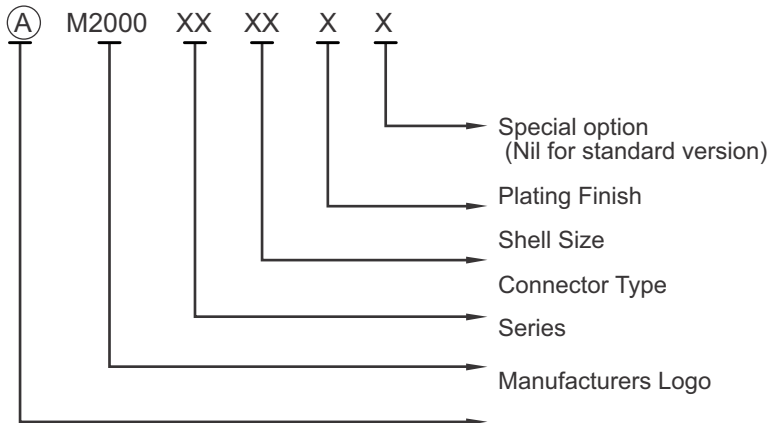 A M2000 XX XX X X
Special option
(Nil for standard version)
Plating Finish
Shell Size
Connector Type
Series
Manufacturers Logo